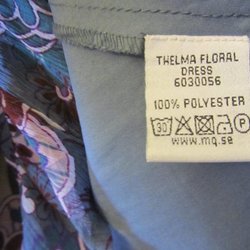 THELMA FLORAL
DRESS
6030056
100% POLYESTER
30 P
www.mq.se